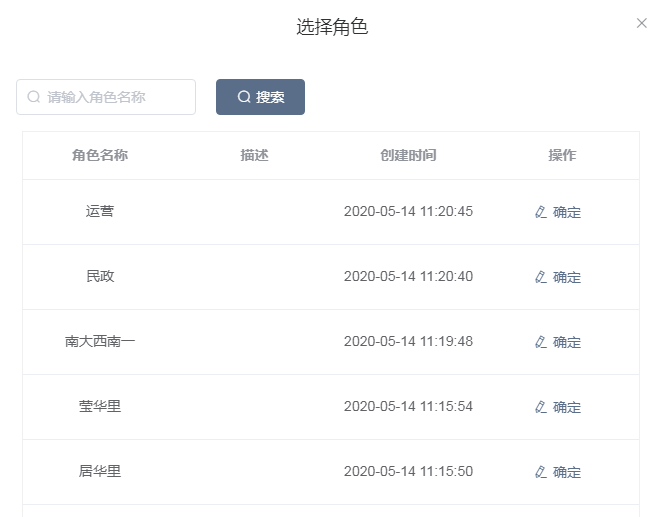 选择角色
请输入角色名称 搜索
角色名称 描述 创建时间 操作
运营 2020-05-14 11:20:45 确定
民政 2020-05-14 11:20:40 确定
南大西南一 2020-05-14 11:19:48 确定
莹华里 2020-05-14 11:15:54 确定
居华里 2020-05-14 11:15:50 确定